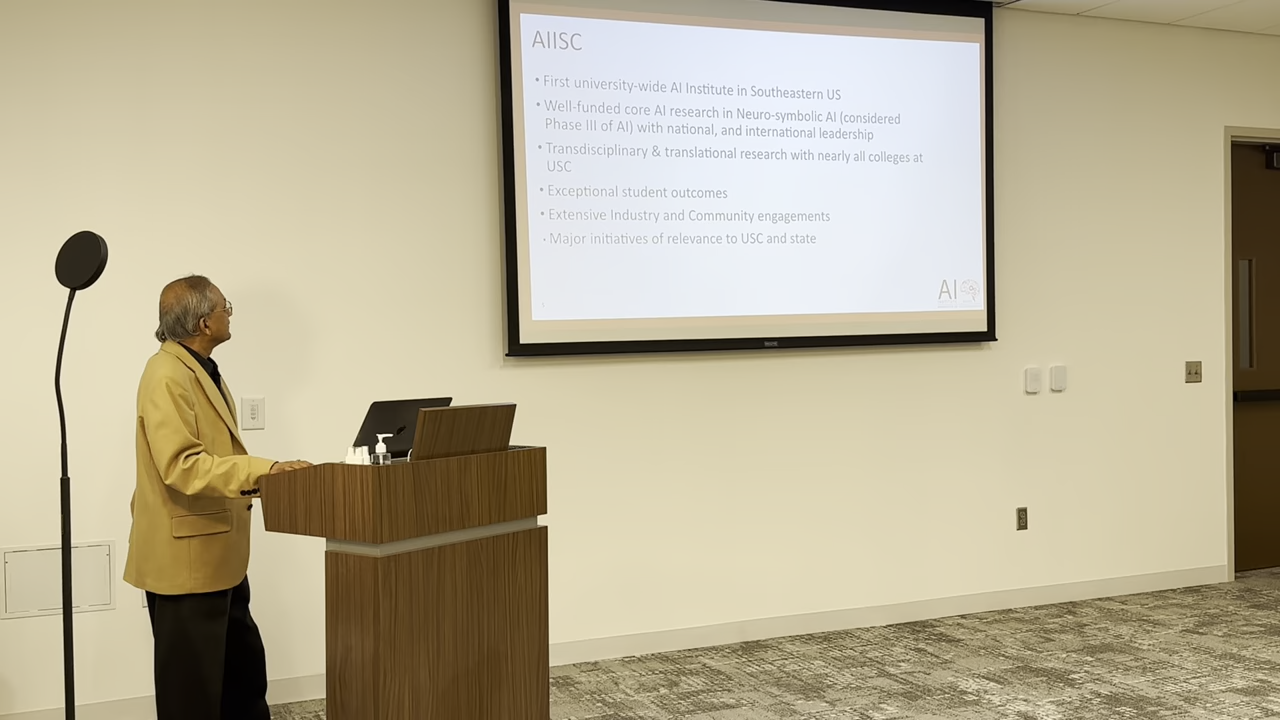 AIISC
• First university-wide AI Institute in Southeastern US
• Well-funded core AI research in Neuro-symbolic AI (considered
Phase III of AI) with national, and international leadership
• Transdisciplinary & translational research with nearly all colleges at
USC
• Exceptional student outcomes
• Extensive Industry and Community engagements
• Major initiatives of relevance to USC and state
AI